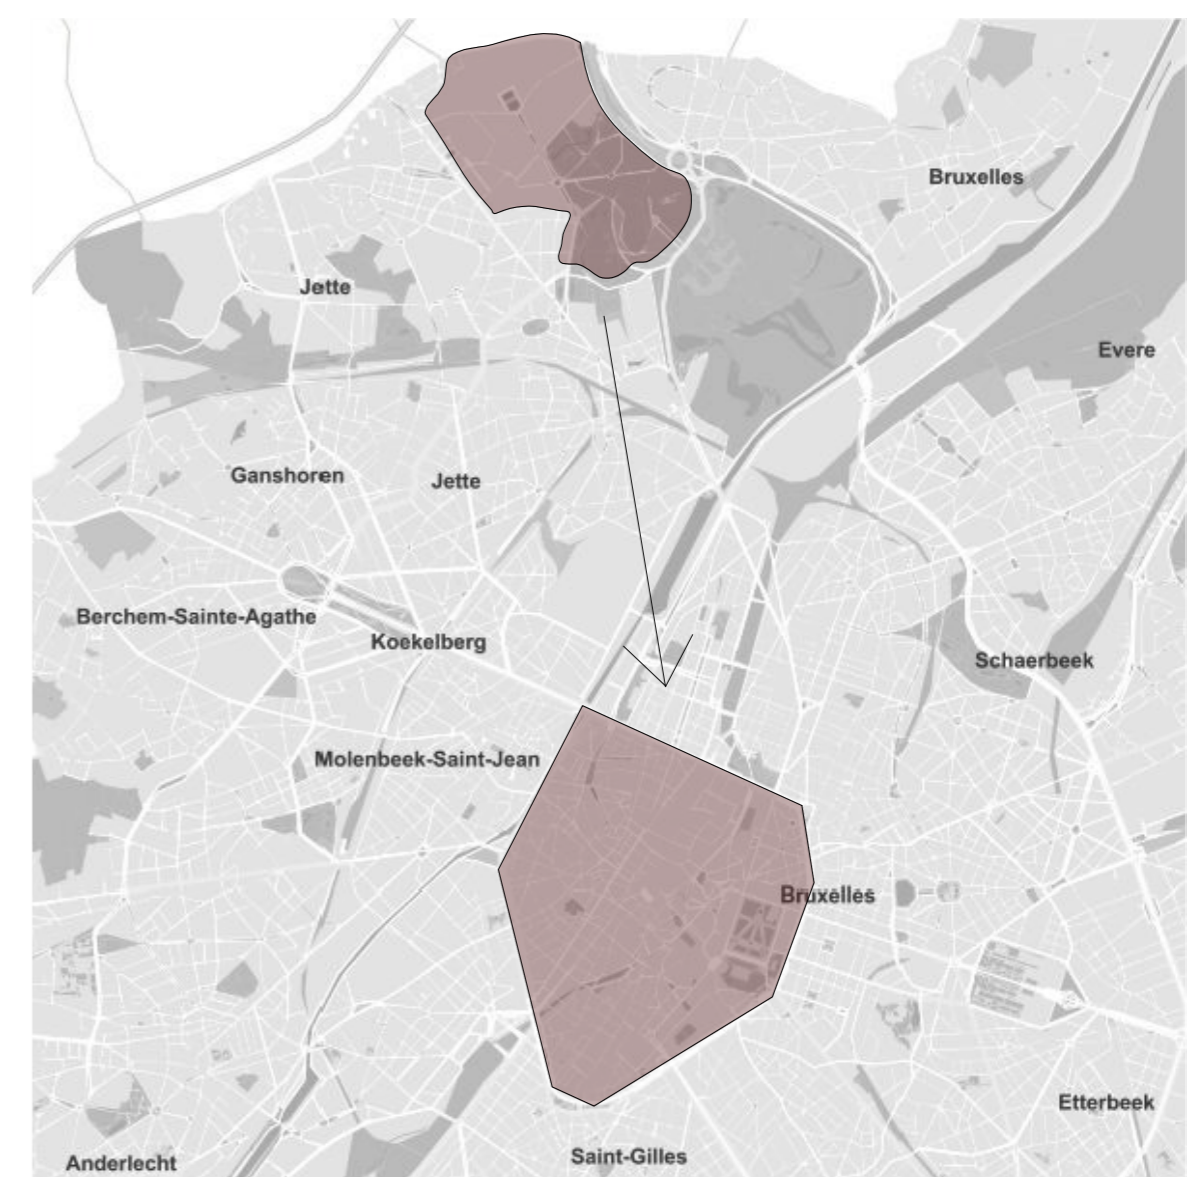 Bruxelles
Jette
Evere
Ganshoren
Jette
Berchem-Sainte-Agathe
Koekelberg
Schaerbeek
Molenbeek-Saint-Jean
Bruxelles
Etterbeek
Saint-Gilles
Anderlecht